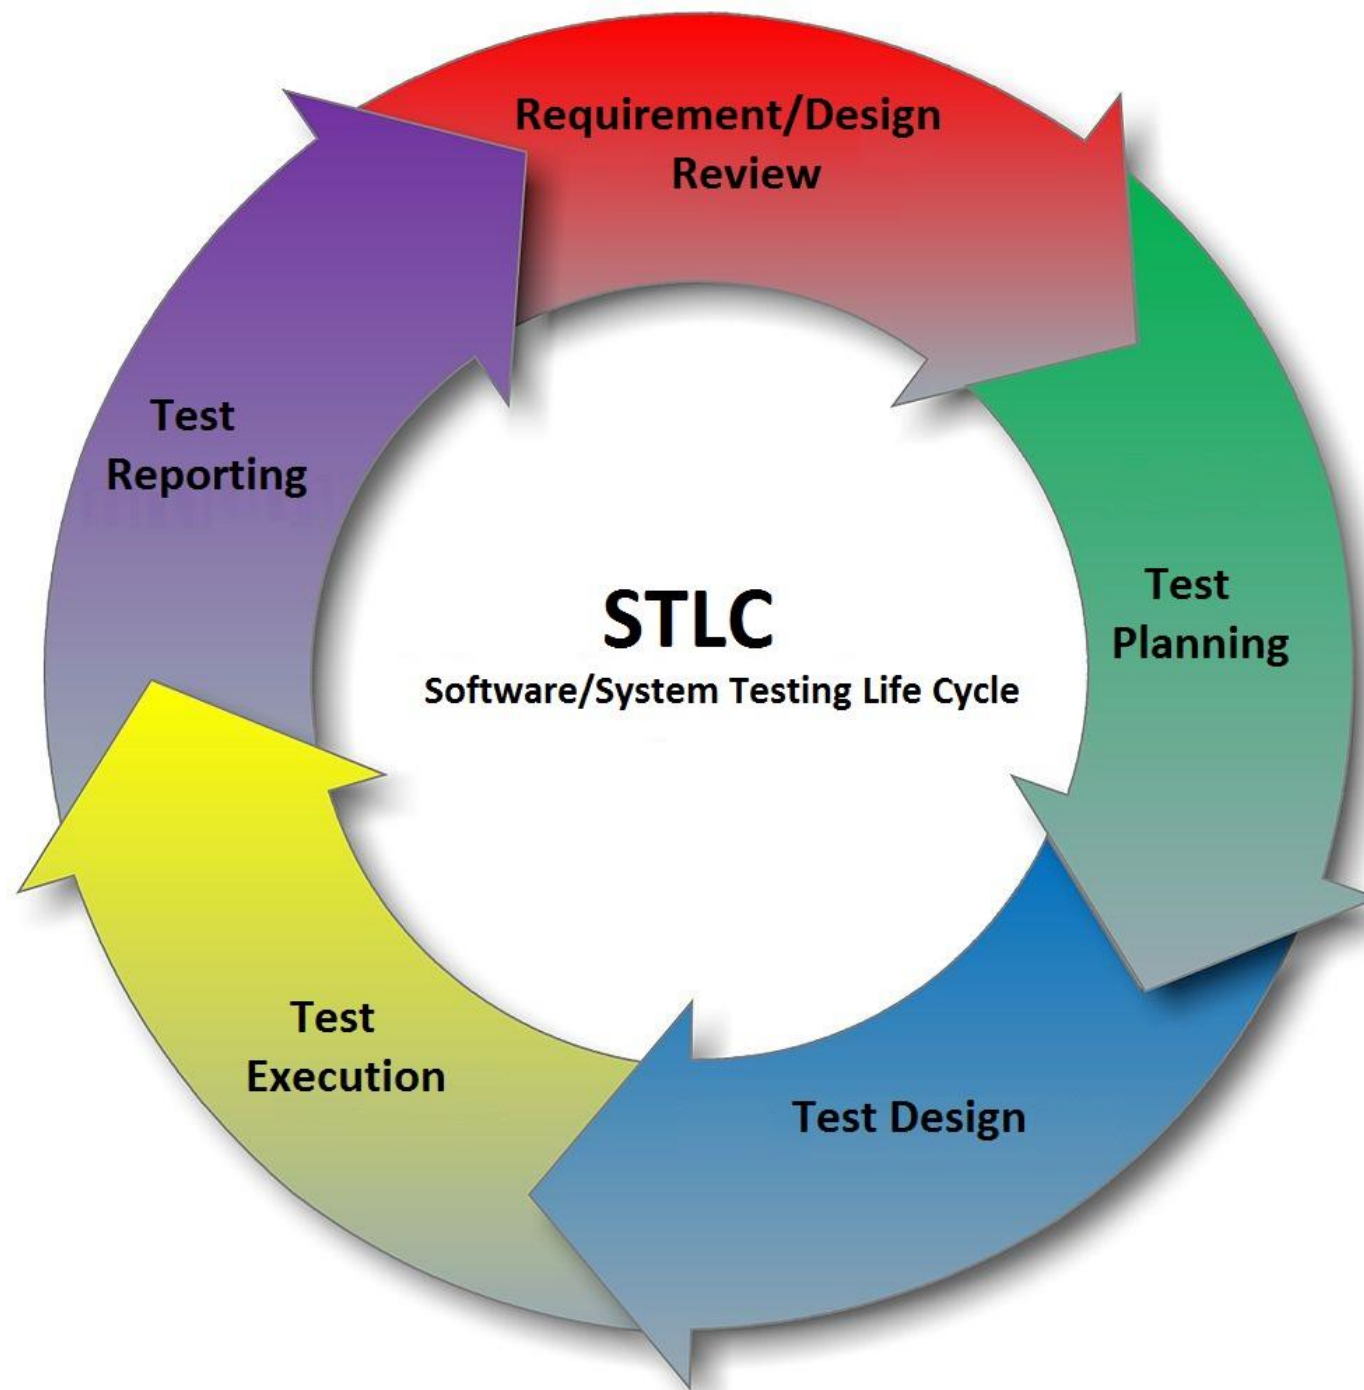 Requirement/Design
Review
Test
Planning
Test Design
Test
Execution
Test
Reporting
STLC
Software/System Testing Life Cycle